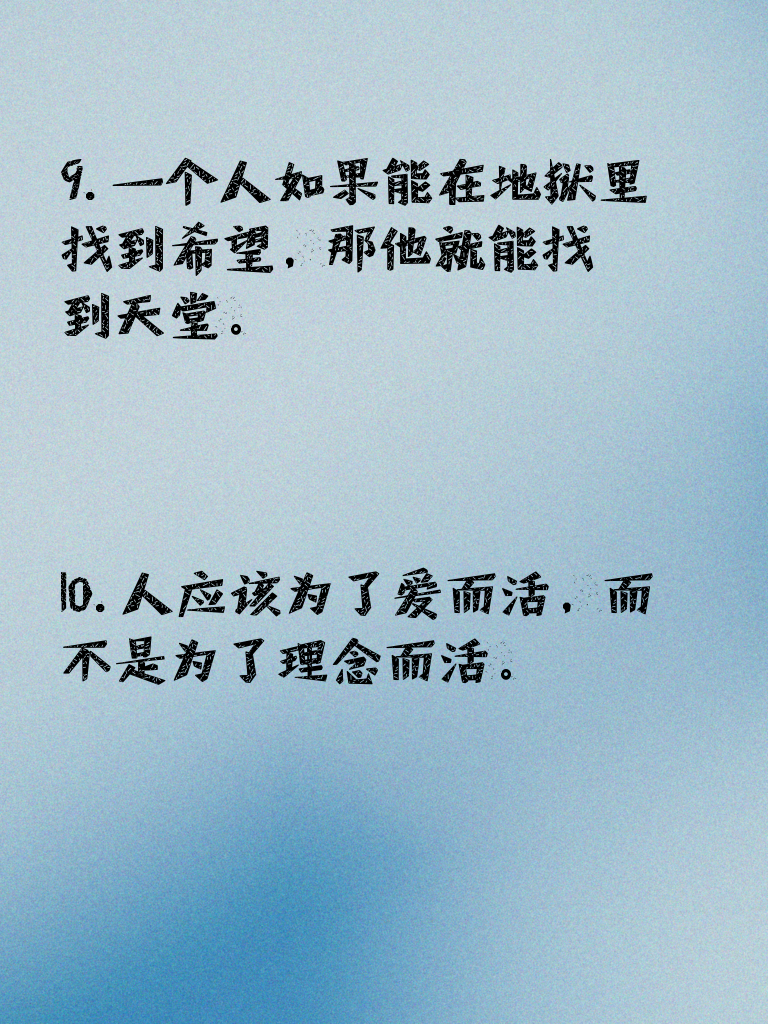 9.一个人如果能在地狱里
找到希望,那他就能找
到天堂。
10.人应该为了爱而活,而
不是为了理念而活。